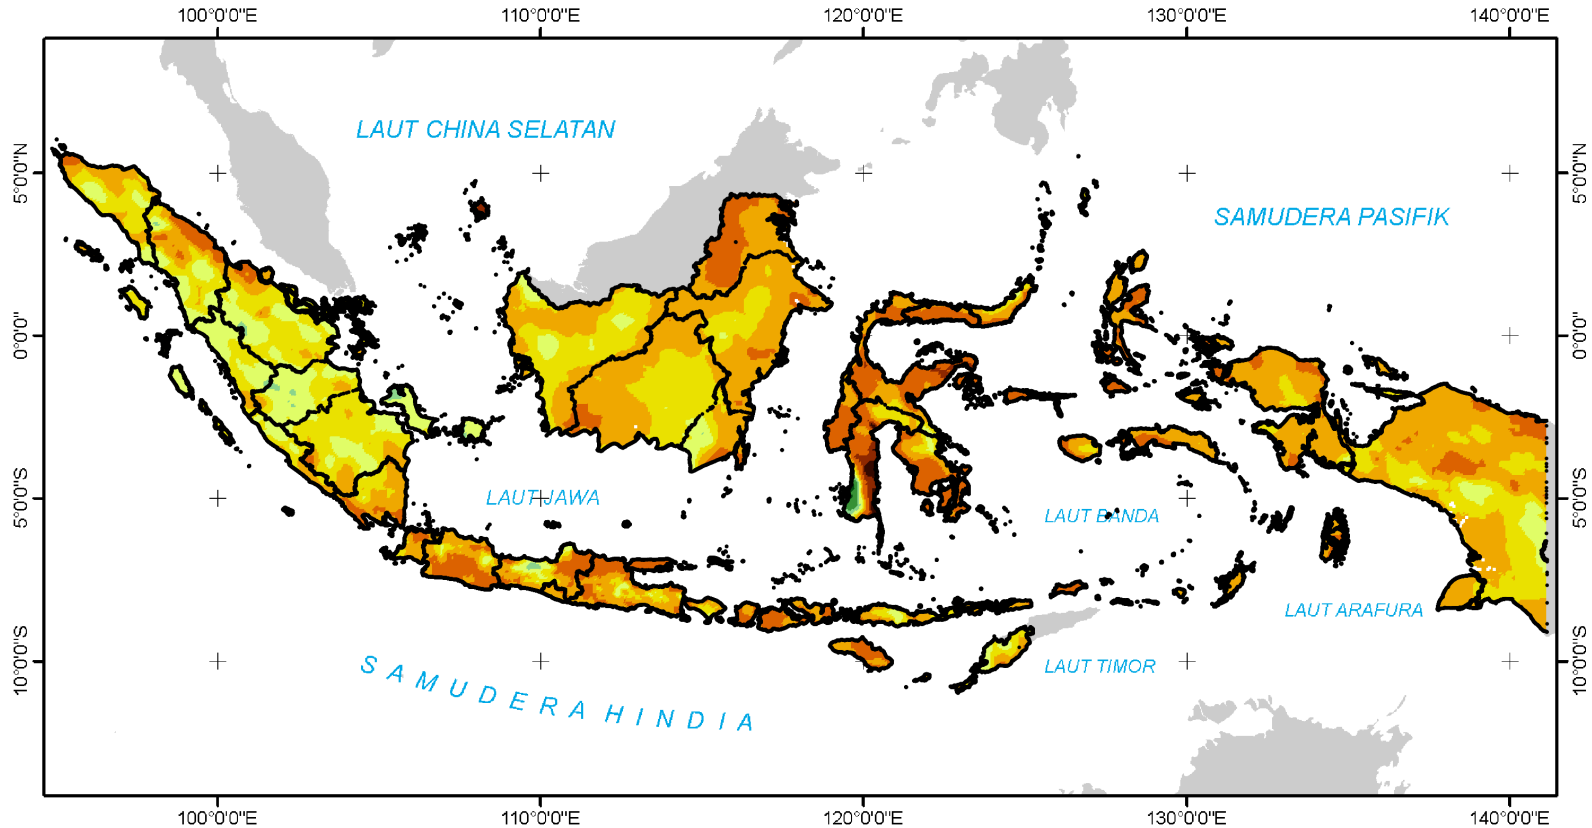 100°0'0"E 110°0'0"E 120°0'0"E 130°0'0"E 140°0'0"E
LAUT CHINA SELATAN
5°0'0"N 5°0'0"N
SAMUDERA PASIFIK
0°0'0" 0°0'0"
LAUT JAWA
5°0'0"S 5°0'0"S
LAUT BANDA
LAUT ARAFURA
10°0'0"S 10°0'0"S
LAUT TIMOR
SAMUDERA HINDIA
100°0'0"E 110°0'0"E 120°0'0"E 130°0'0"E 140°0'0"E